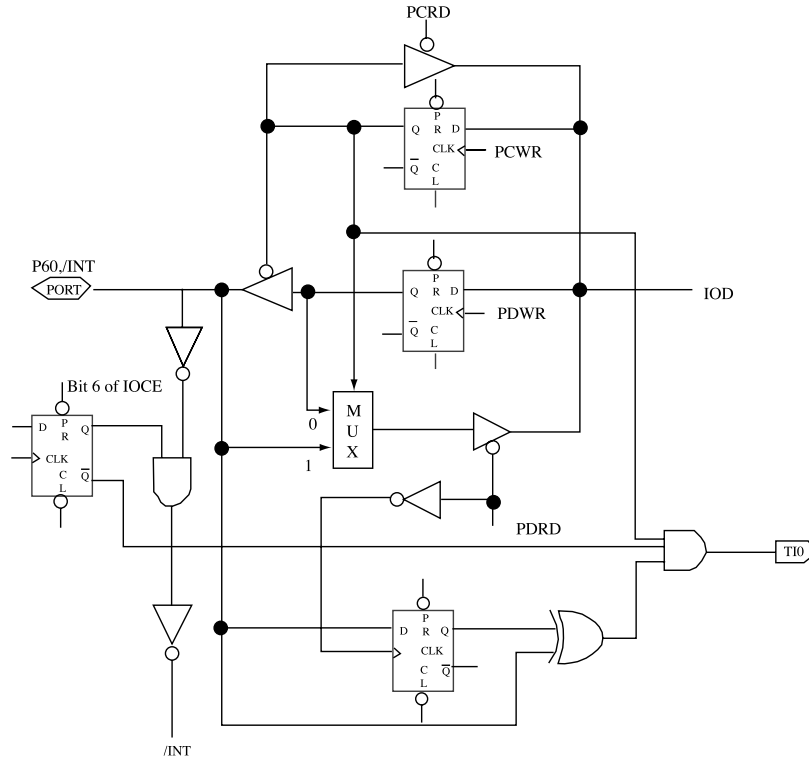 PCRD
P
R
Q
D
CLK
PCWR
Q
C
L
P60,/INT
PORT
P
R
Q
D
IOD
CLK
PDWR
Q
C
L
Bit 6 of IOCE
P
R
D
Q
CLK
C
L
Q
M
U
X
0
1
PDRD
TI0
P
R
D
Q
CLK
C
L
Q
/INT